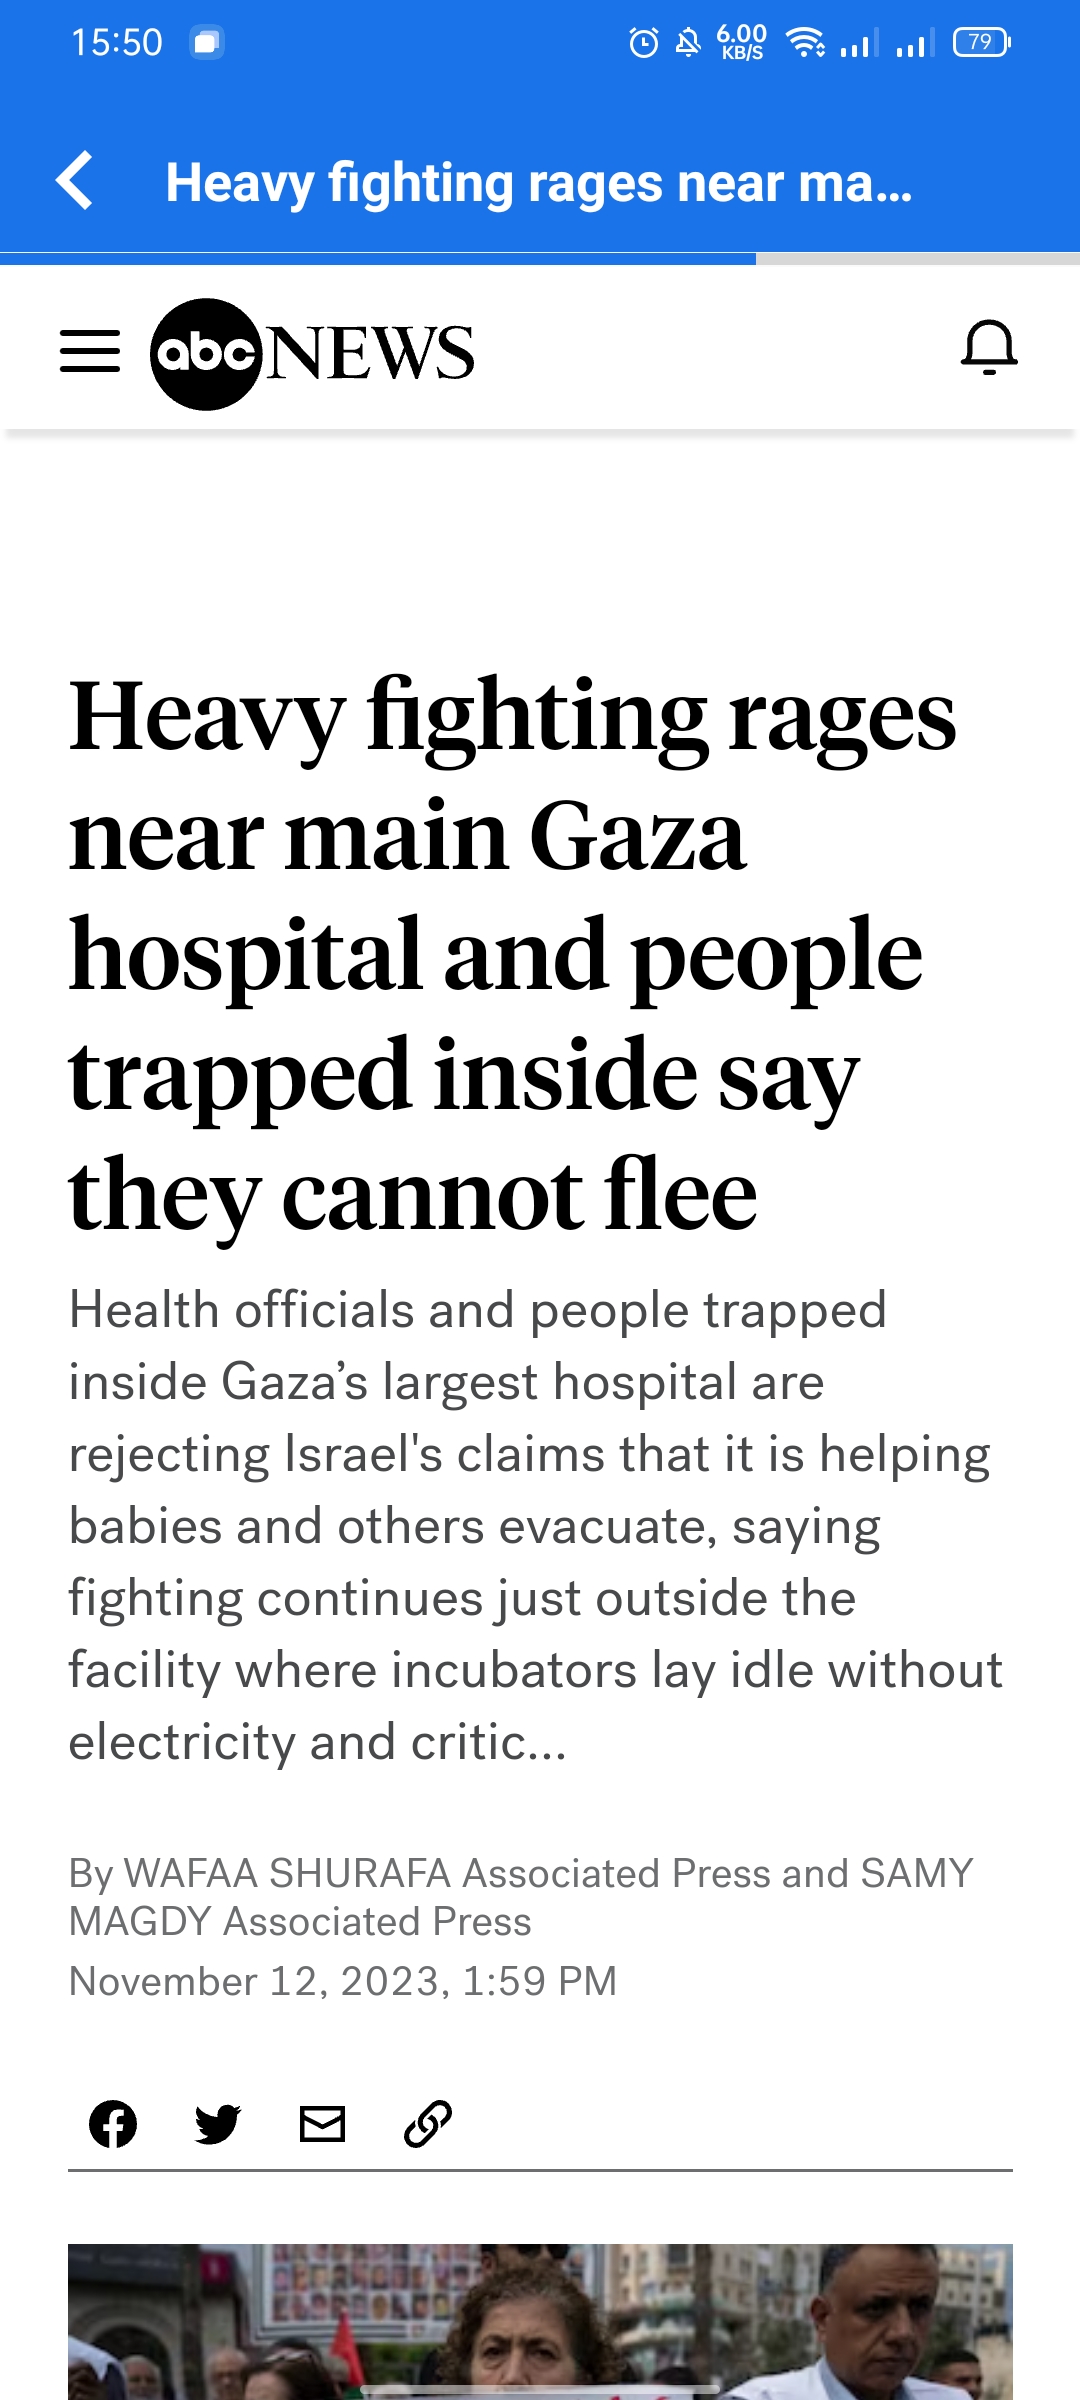 15:50
6.00
KB/S
79
Heavy fighting rages near ma...
abc NEWS
Heavy fighting rages
near main Gaza
hospital and people
trapped inside say
they cannot flee
Health officials and people trapped
inside Gaza’s largest hospital are
rejecting Israel's claims that it is helping
babies and others evacuate, saying
fighting continues just outside the
facility where incubators lay idle without
electricity and critic...
By WAFAA SHURAFA Associated Press and SAMY
MAGDY Associated Press
November 12, 2023, 1:59 PM